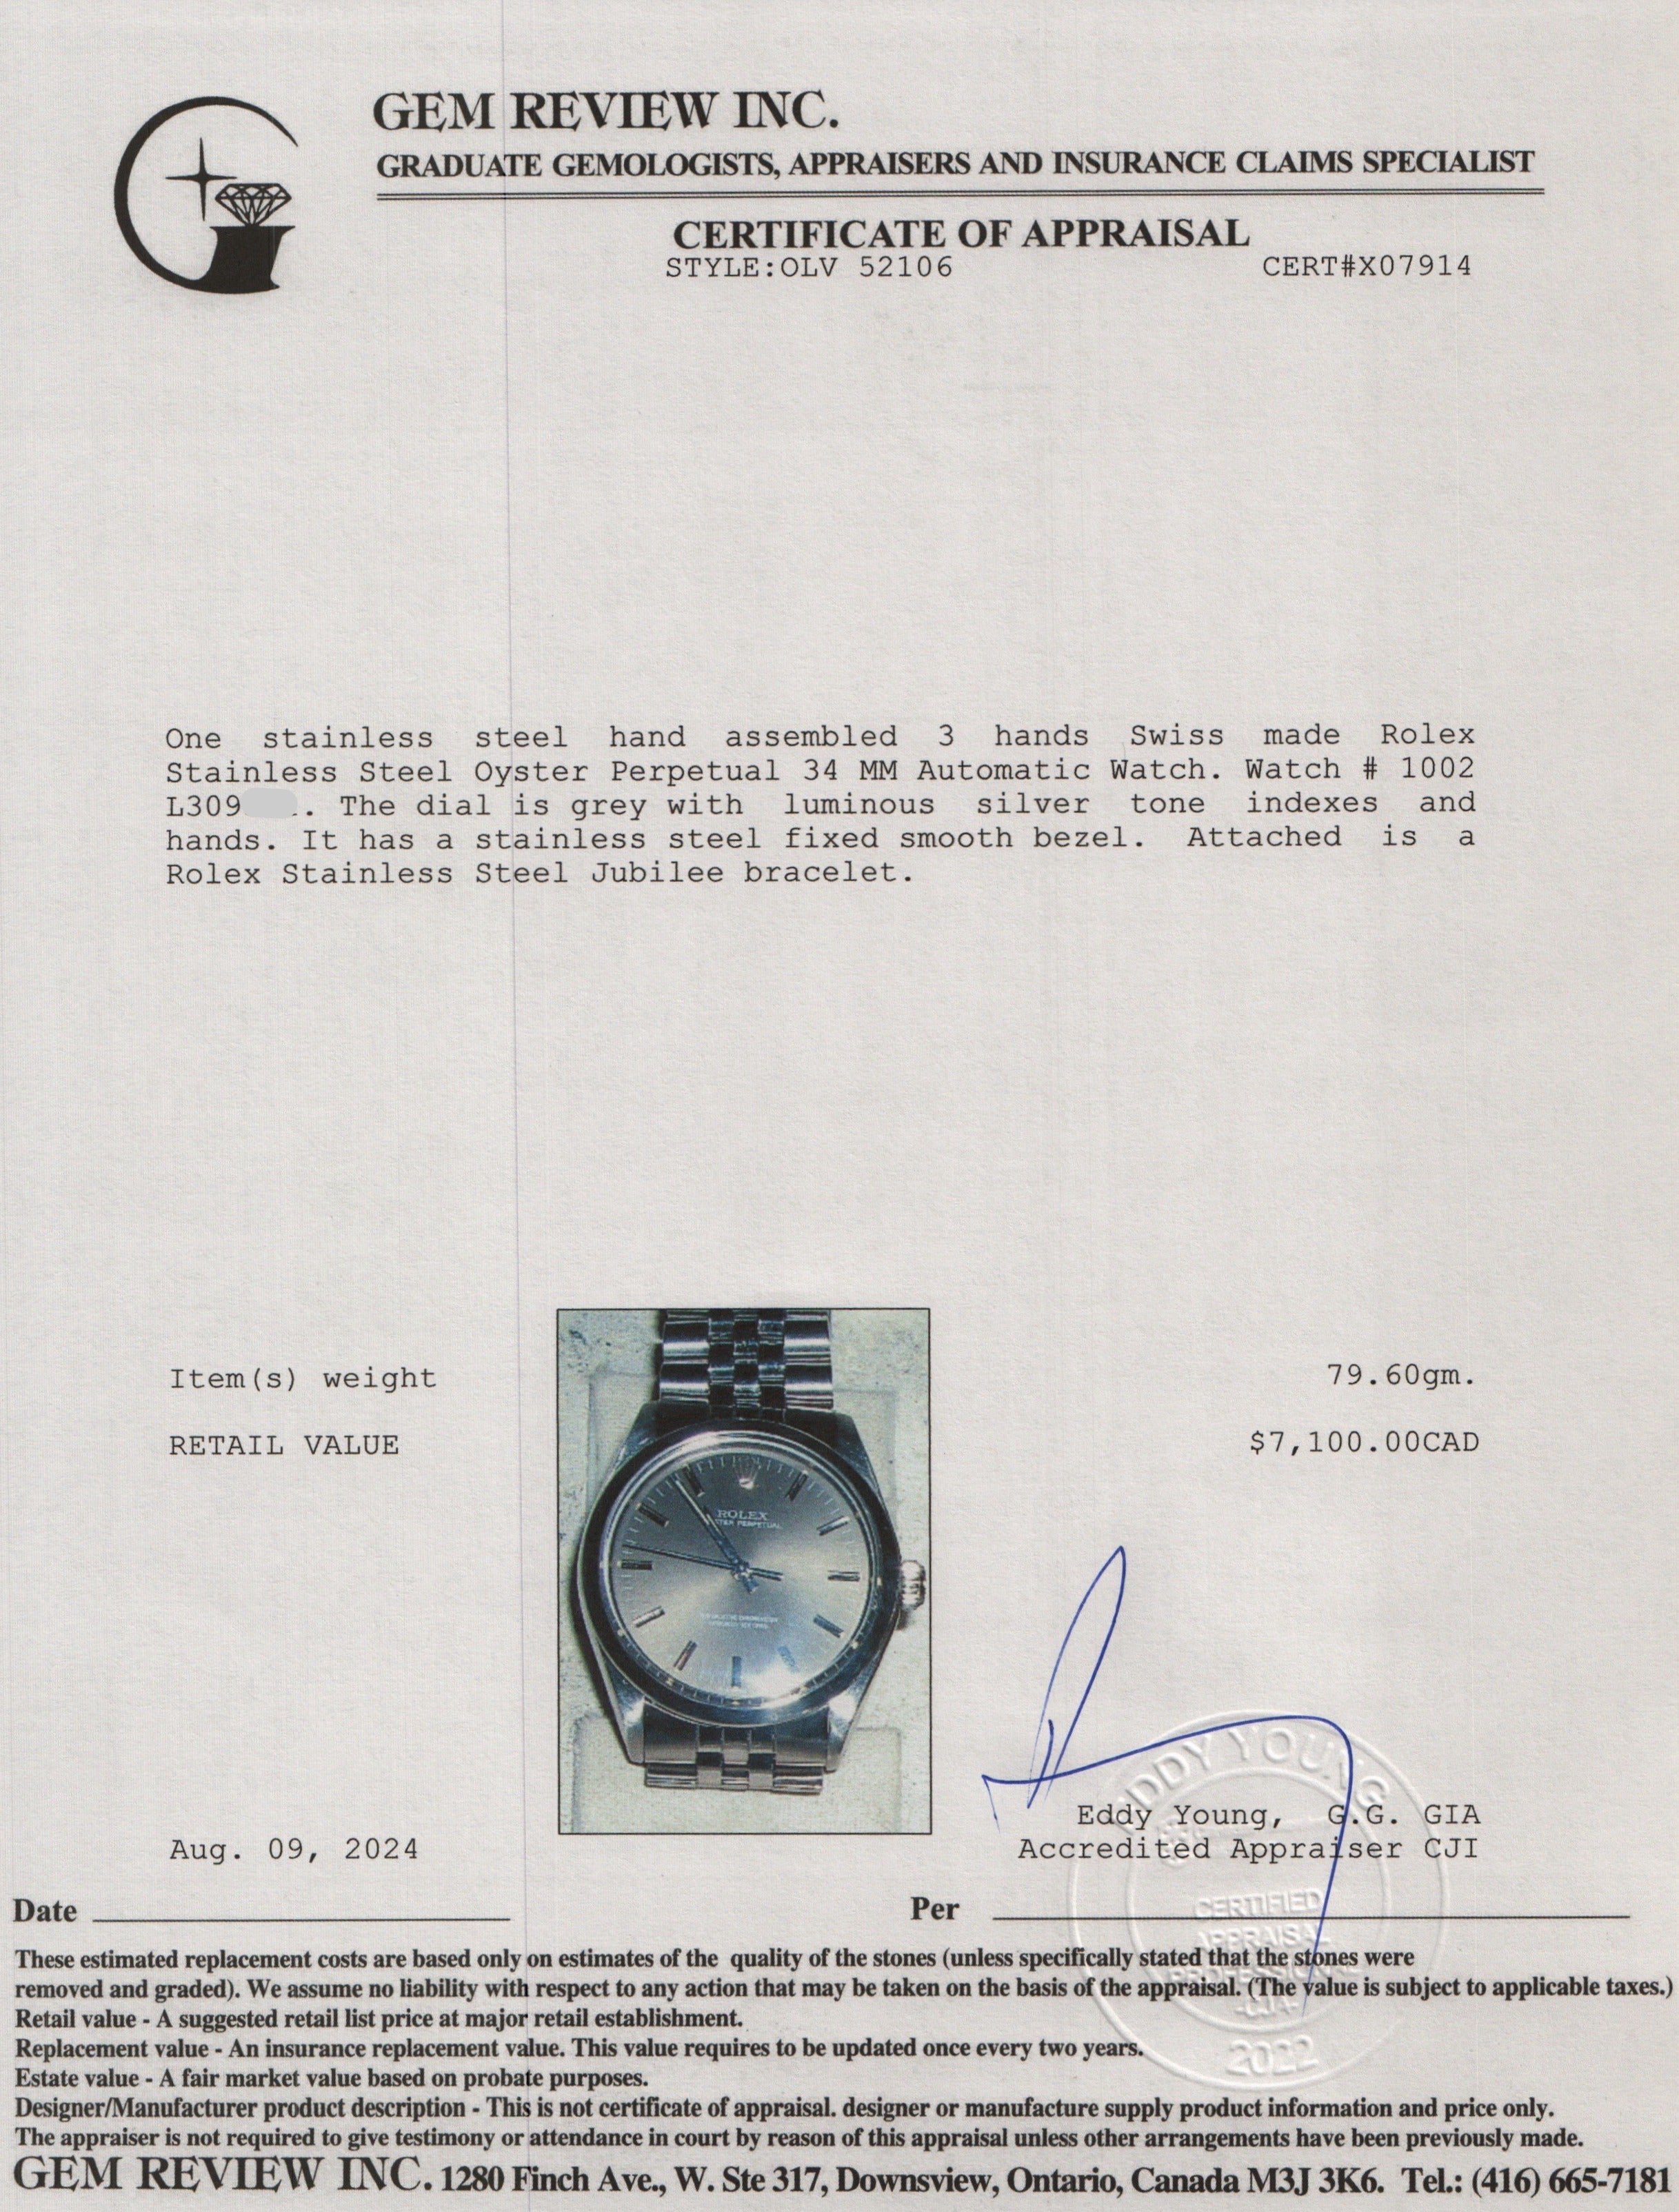 GEM REVIEW INC.
GRADUATE GEMOLOGISTS, APPRAISERS AND INSURANCE CLAIMS SPECIALIST
CERTIFICATE OF APPRAISAL
STYLE:OLV 52106 CERT#X07914
One stainless steel hand assembled 3 hands Swiss made Rolex
Stainless Steel Oyster Perpetual 34 MM Automatic Watch. Watch # 1002
L309 . The dial is grey with luminous silver tone indexes and
hands. It has a stainless steel fixed smooth bezel. Attached is a
Rolex Stainless Steel Jubilee bracelet.
Item(s) weight 79.60gm.
RETAIL VALUE $7,100.00CAD
ROLEX
PERPETUAL
EDDY YOUNG
Eddy Young, G.G. GIA
Aug. 09, 2024 Accredited Appraiser CJI
CERTIFIED
APPRAISAL
PROFESSIONAL
-CJA-
2022
Date Per
These estimated replacement costs are based only on estimates of the quality of the stones (unless specifically stated that the stones were
removed and graded). We assume no liability with respect to any action that may be taken on the basis of the appraisal. (The value is subject to applicable taxes.)
Retail value - A suggested retail list price at major retail establishment.
Replacement value - An insurance replacement value. This value requires to be updated once every two years.
Estate value - A fair market value based on probate purposes.
Designer/Manufacturer product description - This is not certificate of appraisal. designer or manufacture supply product information and price only.
The appraiser is not required to give testimony or attendance in court by reason of this appraisal unless other arrangements have been previously made.
GEM REVIEW INC. 1280 Finch Ave., W. Ste 317, Downsview, Ontario, Canada M3J 3K6. Tel.: (416) 665-7181